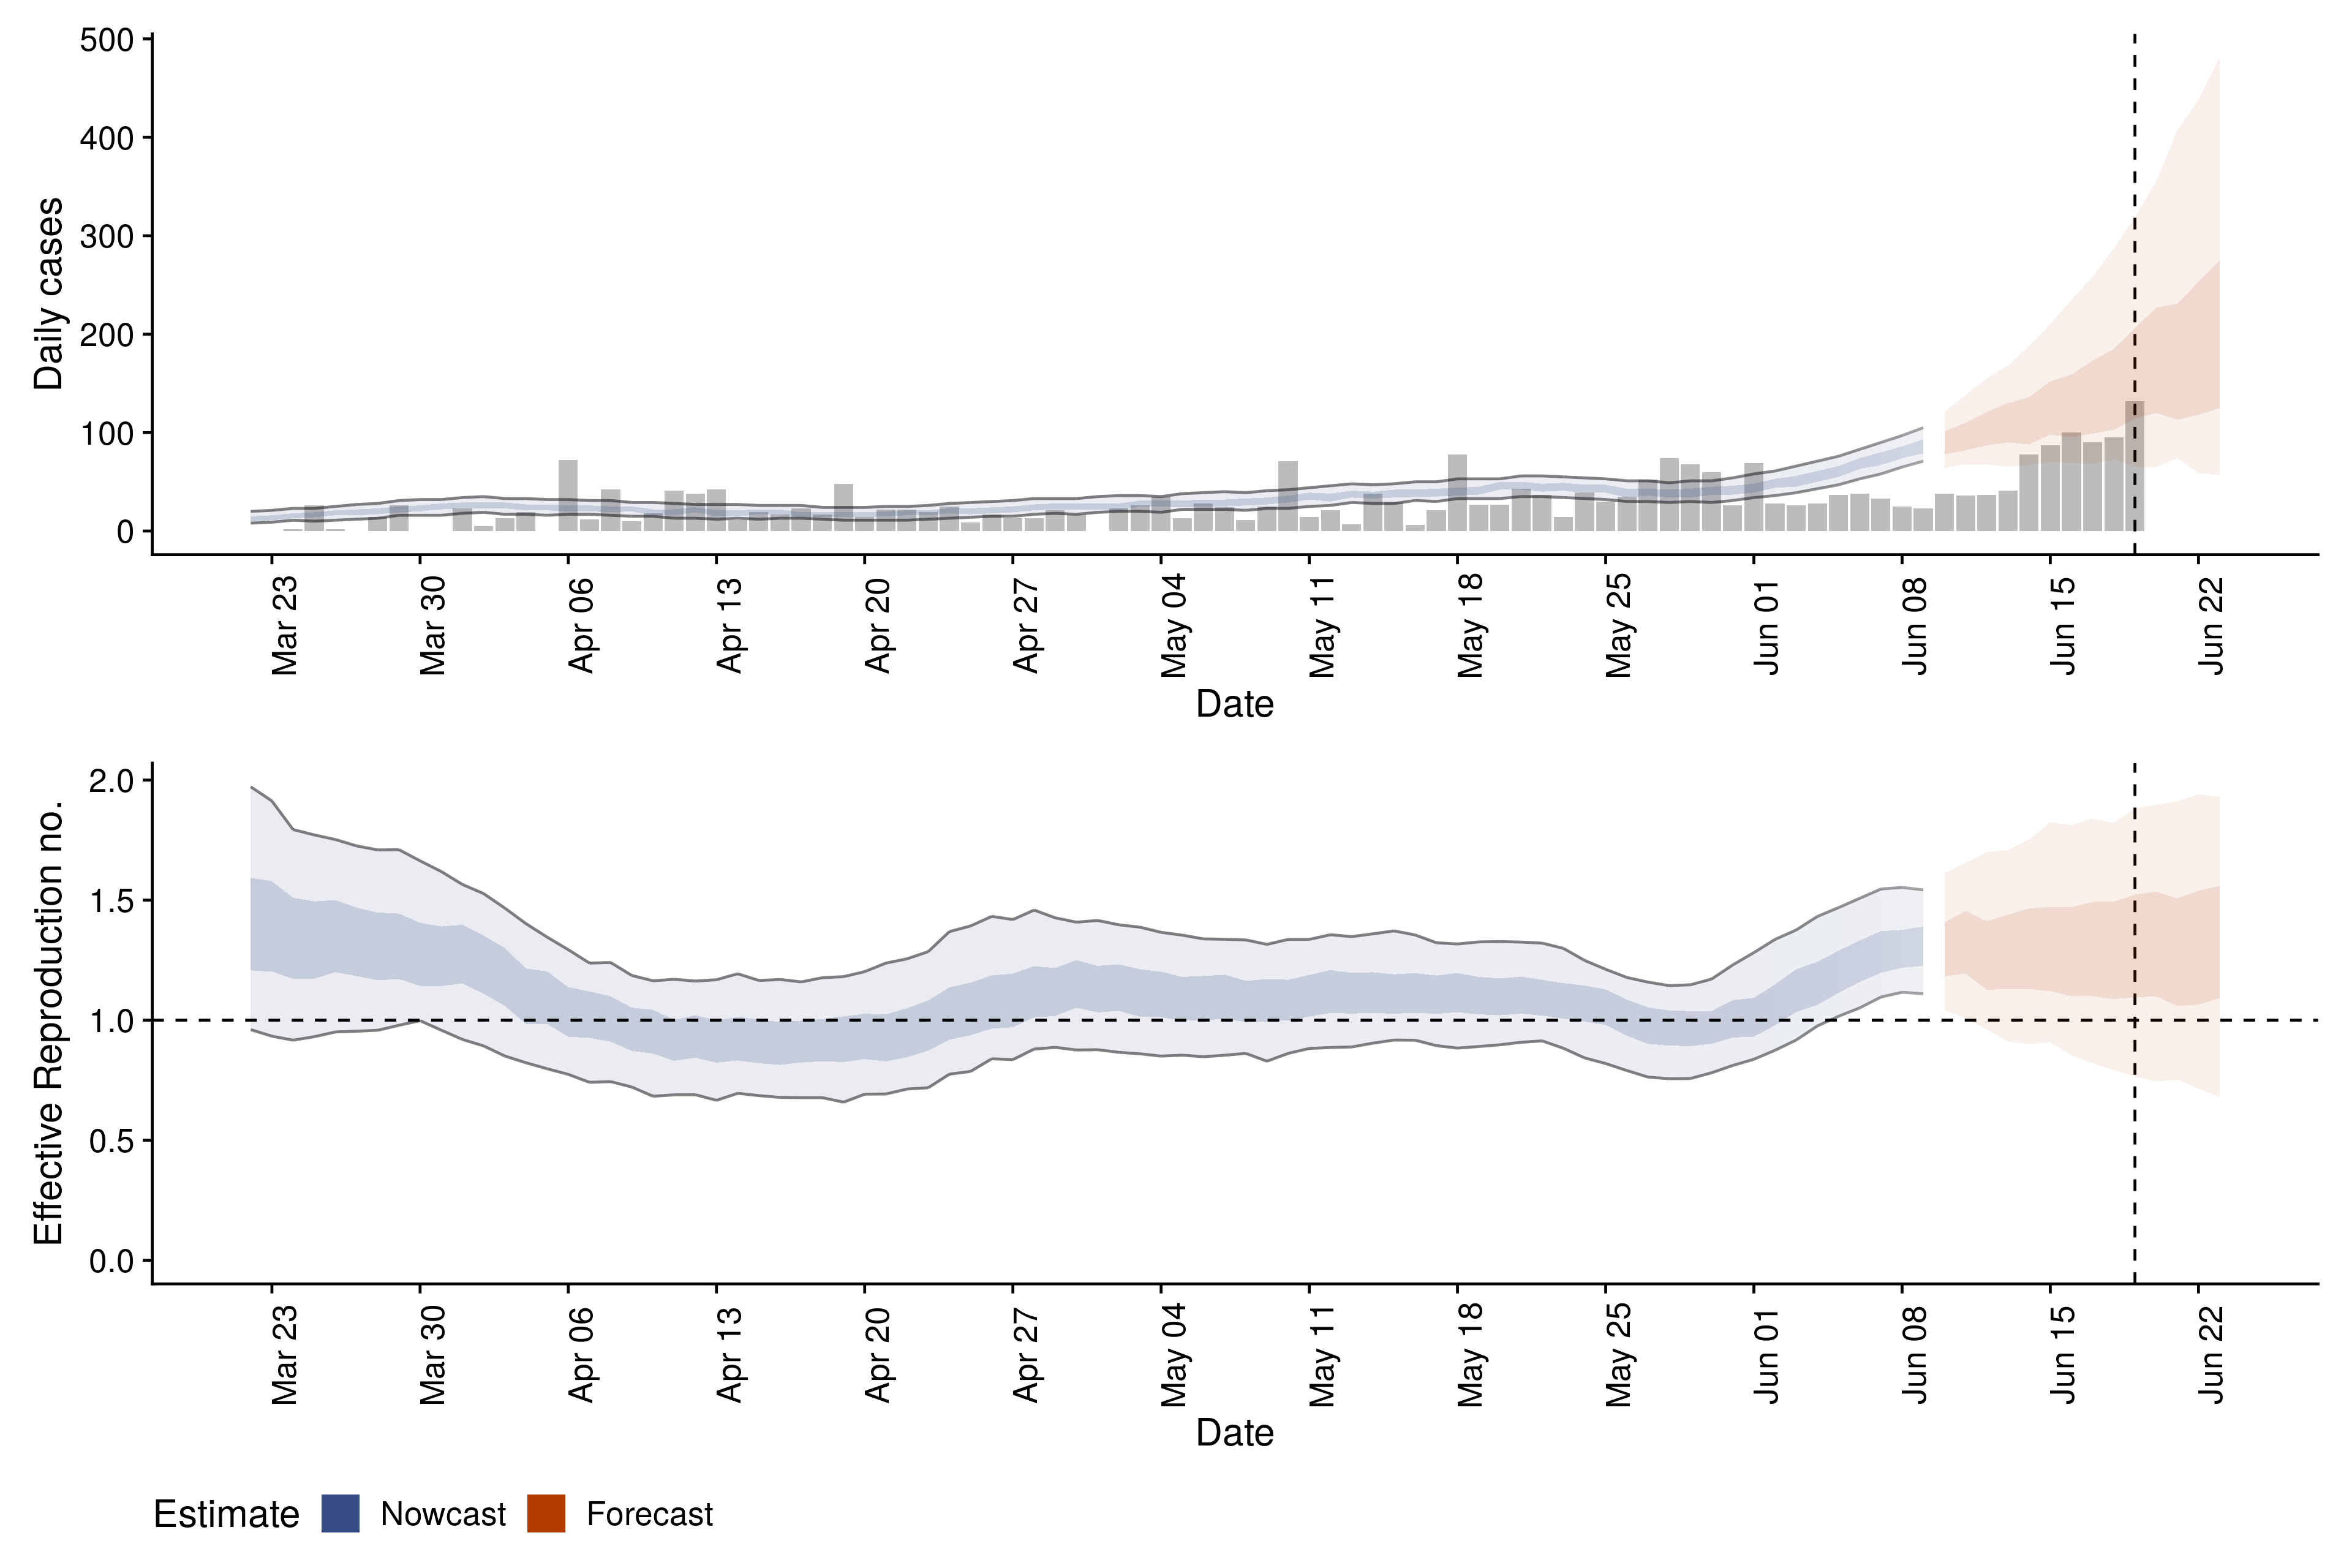 500
400
300
200
100
0
Daily cases
Mar 23
Mar 30
Apr 06
Apr 13
Apr 20
Apr 27
May 04
May 11
May 18
May 25
Jun 01
Jun 08
Jun 15
Jun 22
Date
2.0
1.5
1.0
0.5
0.0
Effective Reproduction no.
Mar 23
Mar 30
Apr 06
Apr 13
Apr 20
Apr 27
May 04
May 11
May 18
May 25
Jun 01
Jun 08
Jun 15
Jun 22
Date
Estimate Nowcast Forecast